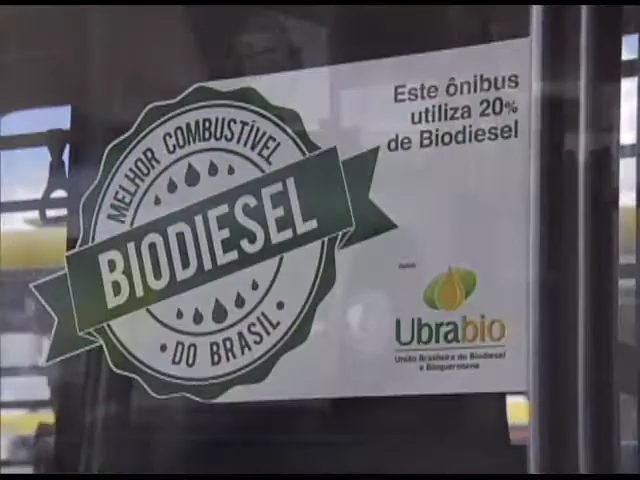 MELHOR COMBUSTÍVEL
BIODIESEL
DO BRASIL
Este ônibus
utiliza 20%
de Biodiesel
Ubrabio
União Brasileira do Biodiesel
e Bioquerosene